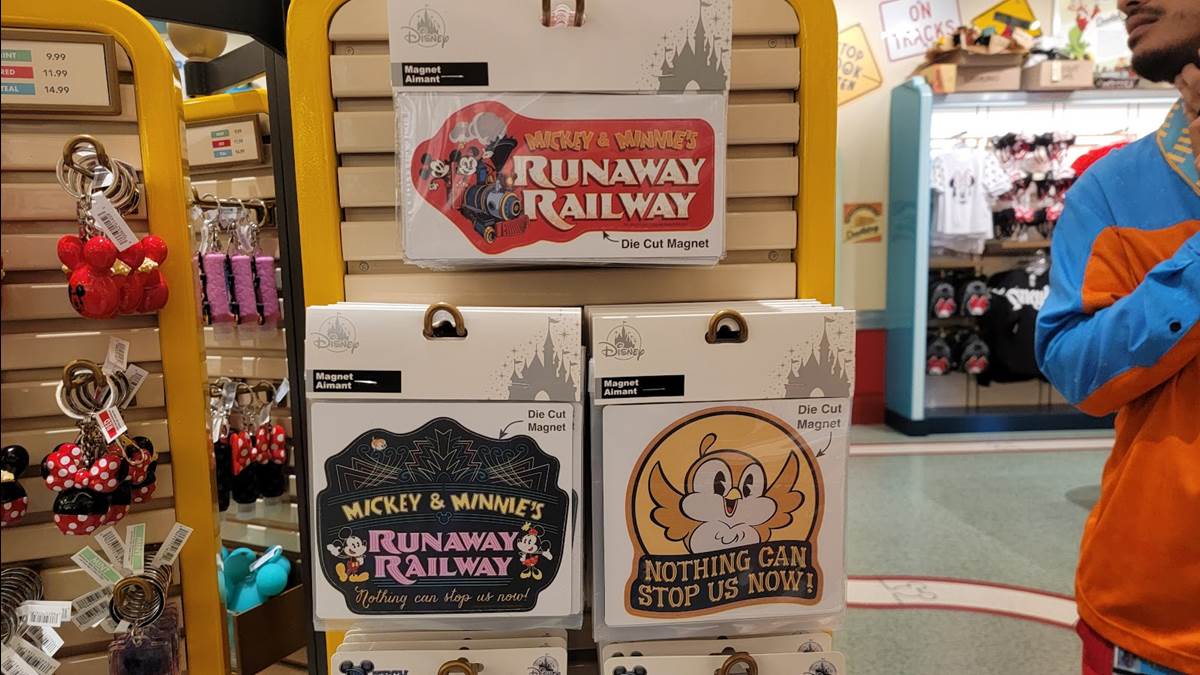 9.99
RED 11.99
TEAL 14.99
Disney
Magnet
Aimant
MICKEY & MINNIE'S
RUNAWAY
RAILWAY
Die Cut Magnet
Disney
Magnet
Aimant
Die Cut
Magnet
MICKEY & MINNIE'S
RUNAWAY
RAILWAY
Nothing can stop us now!
Disney
Magnet
Aimant
Die Cut
Magnet
NOTHING CAN
STOP US NOW!
ON
TRACKS